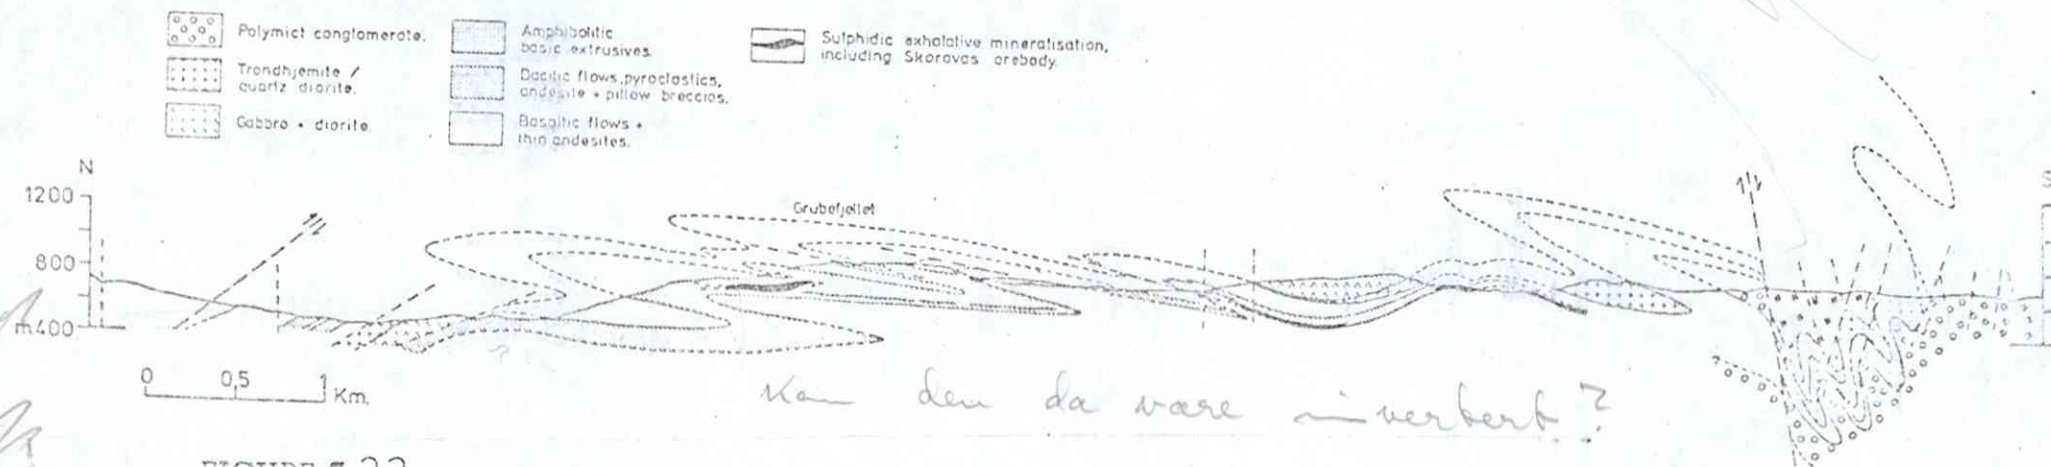 Polymict conglomerate.
Trondhjemite /
quartz diorite.
Gabbro + diorite.
Amphibolitic
basic extrusives.
Dacitic flows, pyroclastics,
andesite + pillow breccias.
Basaltic flows +
thin andesites.
Sulphidic exhalative mineralisation,
including Skorovas orebody.
N
S
1200
800
m400
Grubefjellet
?
?
0 0,5 1 Km.
Kan den da være invertert?
FIGURE 22